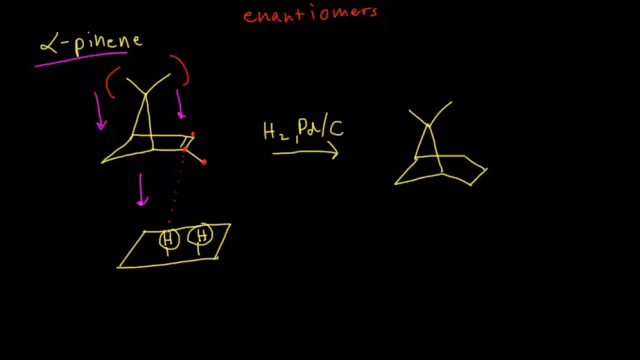 enantiomers
α-pinene
H₂, Pd/C
H H